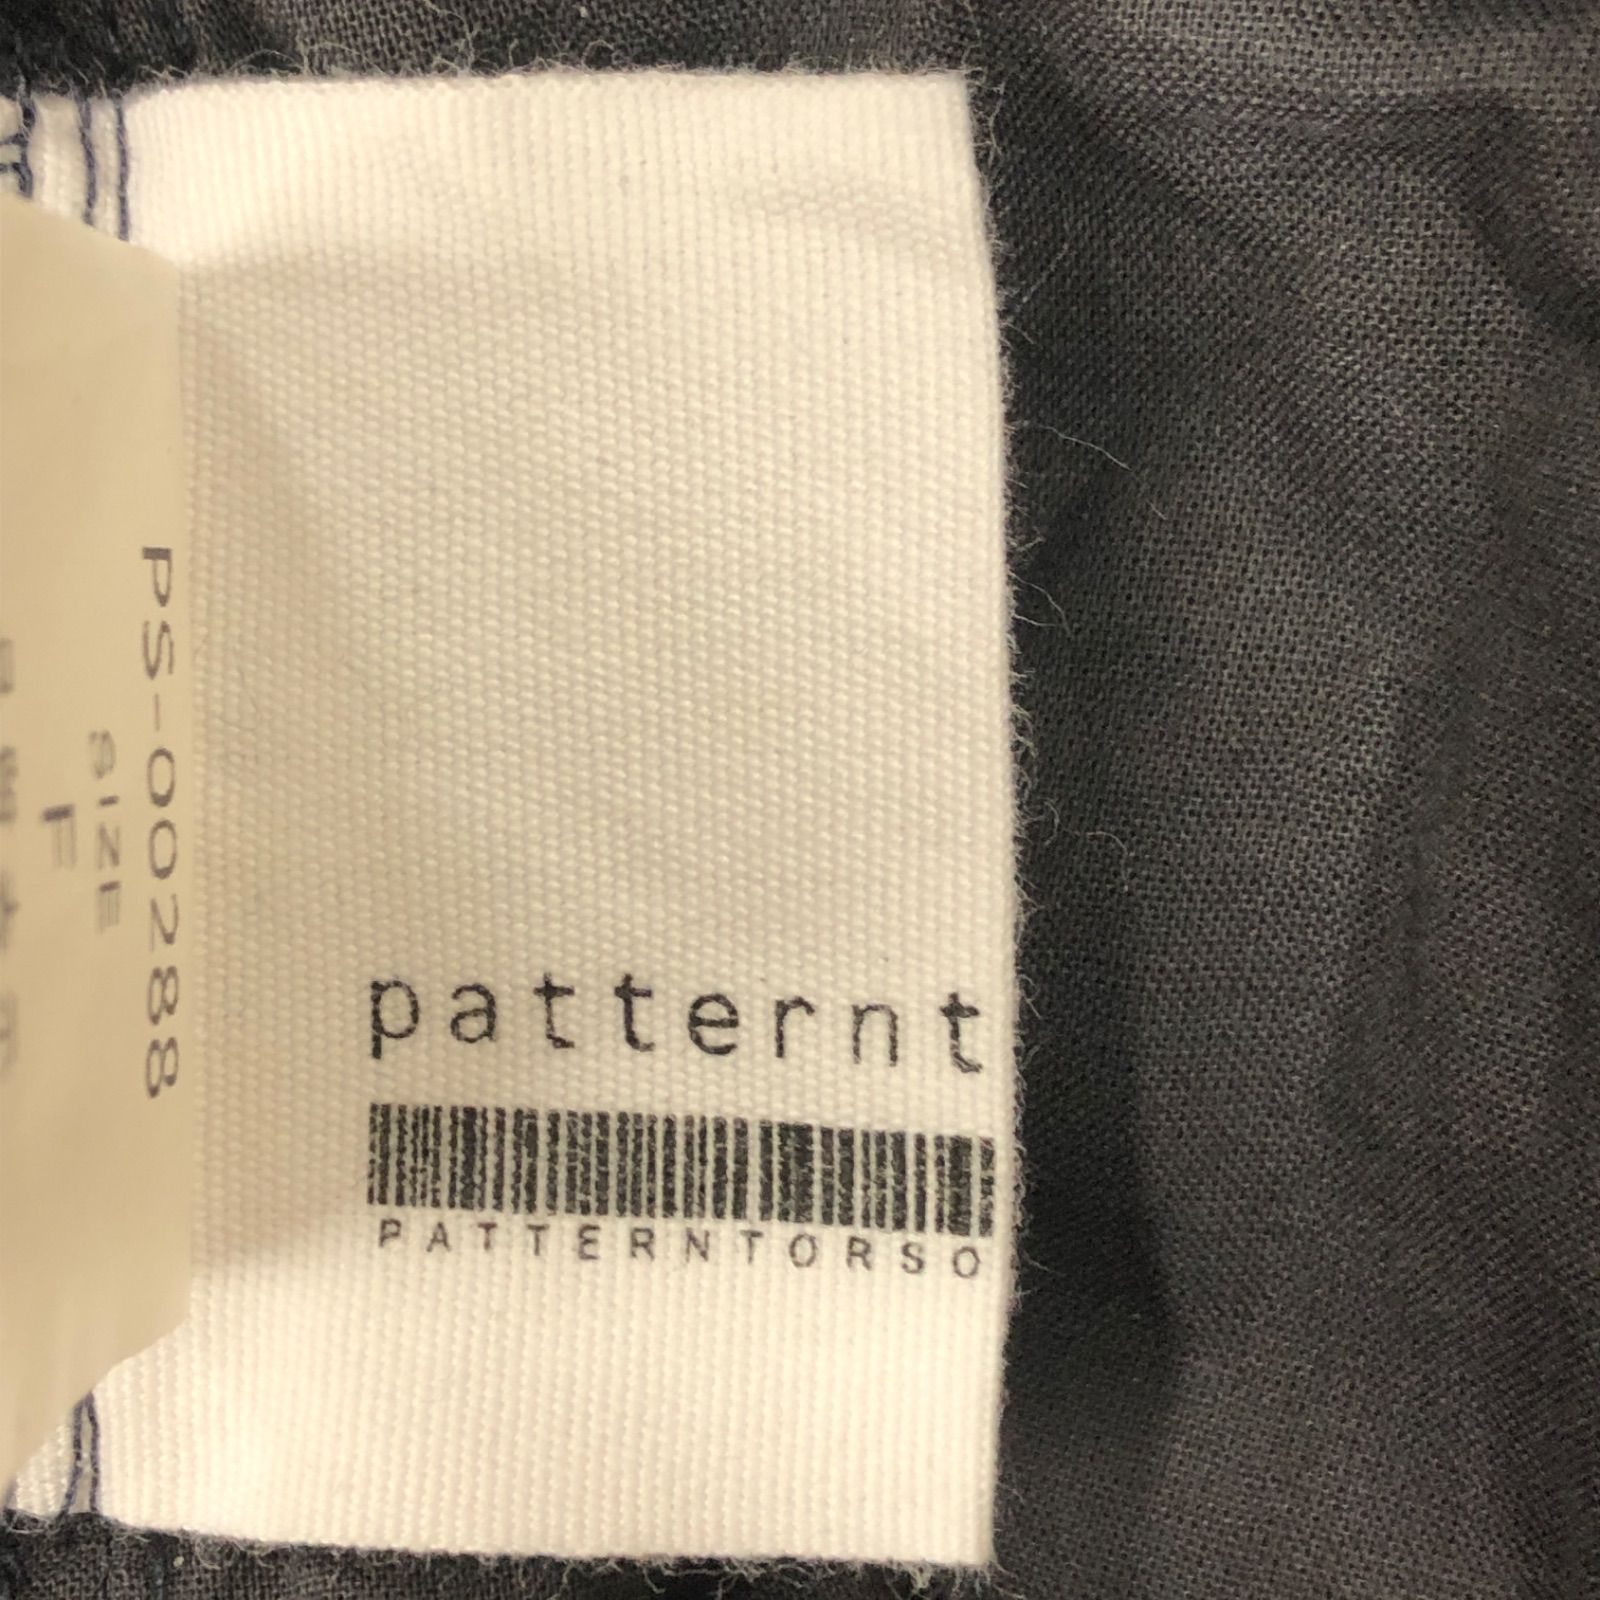 PS-00288
SIZE
F
patternt
PATTERNTORSO